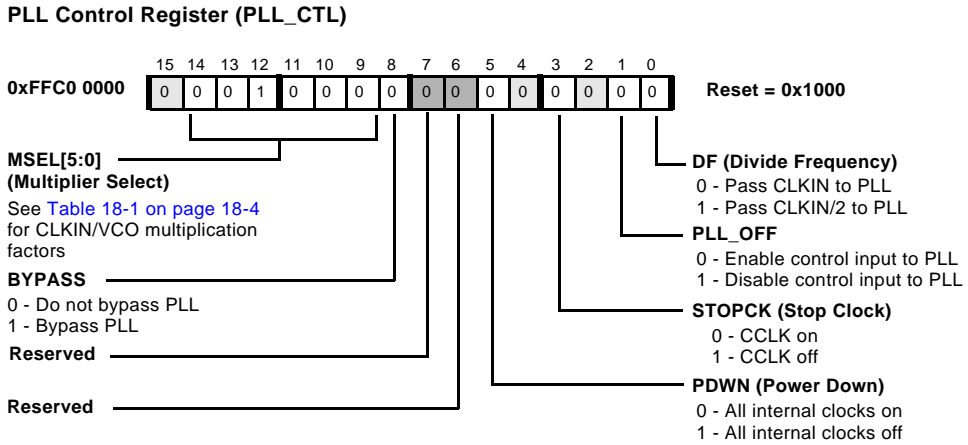 PLL Control Register (PLL_CTL)
15 14 13 12 11 10 9 8 7 6 5 4 3 2 1 0
0xFFC0 0000
0 0 0 1 0 0 0 0 0 0 0 0 0 0 0 0
Reset = 0x1000
MSEL[5:0]
(Multiplier Select)
See Table 18-1 on page 18-4
for CLKIN/VCO multiplication
factors
BYPASS
0 - Do not bypass PLL
1 - Bypass PLL
Reserved
Reserved
DF (Divide Frequency)
0 - Pass CLKIN to PLL
1 - Pass CLKIN/2 to PLL
PLL_OFF
0 - Enable control input to PLL
1 - Disable control input to PLL
STOPCK (Stop Clock)
0 - CCLK on
1 - CCLK off
PDWN (Power Down)
0 - All internal clocks on
1 - All internal clocks off